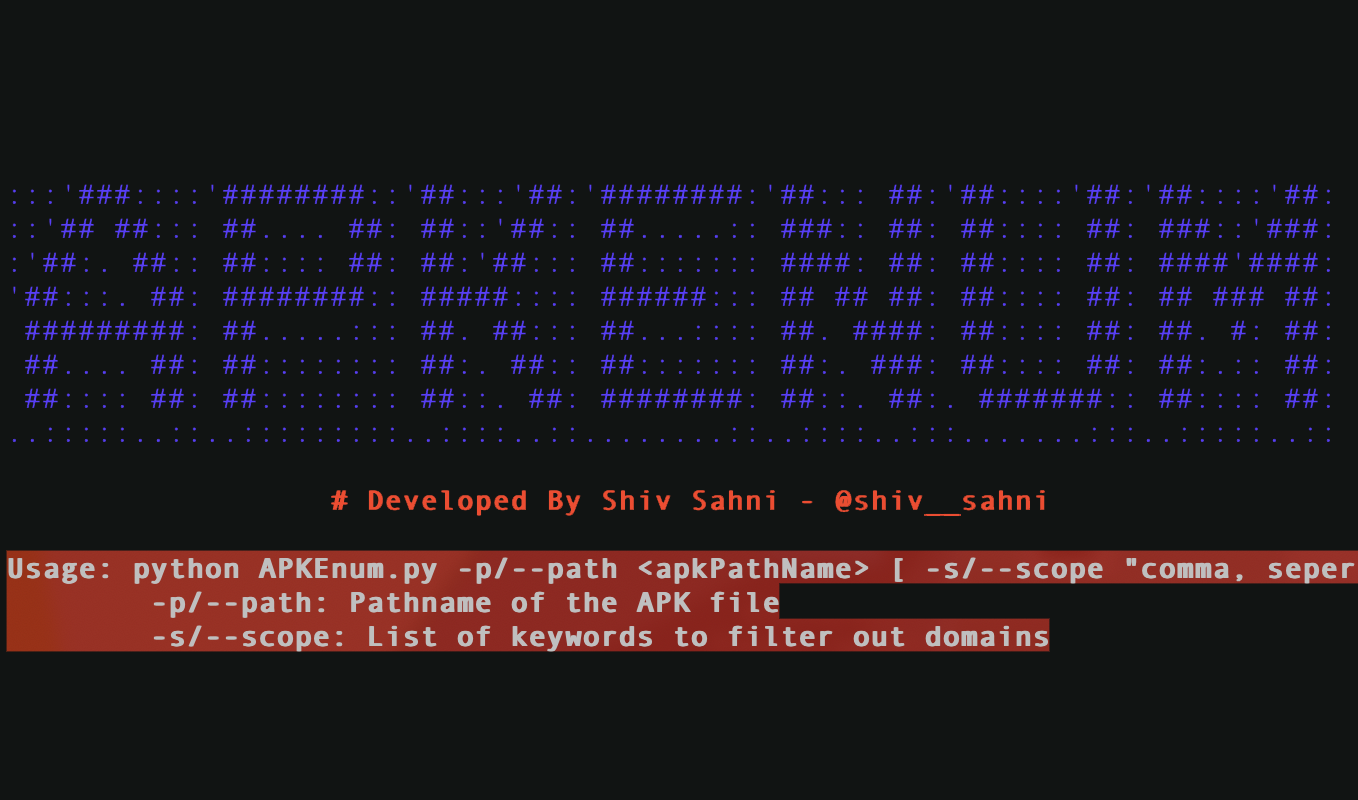 :::'###::::'########::'##:::'##:'########:'##::: ##:'##::::'##:'##::::'##:
::'## ##::: ##.... ##: ##::'##:: ##.....:: ###:: ##: ##:::: ##: ###::'###:
:'##:. ##:: ##:::: ##: ##:'##::: ##::::::: ####: ##: ##:::: ##: ####'####:
'##:::. ##: ########:: #####:::: ######::: ## ## ##: ##:::: ##: ## ### ##:
 #########: ##.....::: ##. ##::: ##...:::: ##. ####: ##:::: ##: ##. #: ##:
 ##.... ##: ##:::::::: ##:. ##:: ##::::::: ##:. ###: ##:::: ##: ##:.:: ##:
 ##:::: ##: ##:::::::: ##::. ##: ########: ##::. ##:. #######:: ##:::: ##:
..:::::..::..:::::::::..::::..::........::..::::..:::.......:::..:::::..::
# Developed By Shiv Sahni - @shiv__sahni
Usage: python APKEnum.py -p/--path <apkPathName> [ -s/--scope "comma, seper
-p/--path: Pathname of the APK file
-s/--scope: List of keywords to filter out domains